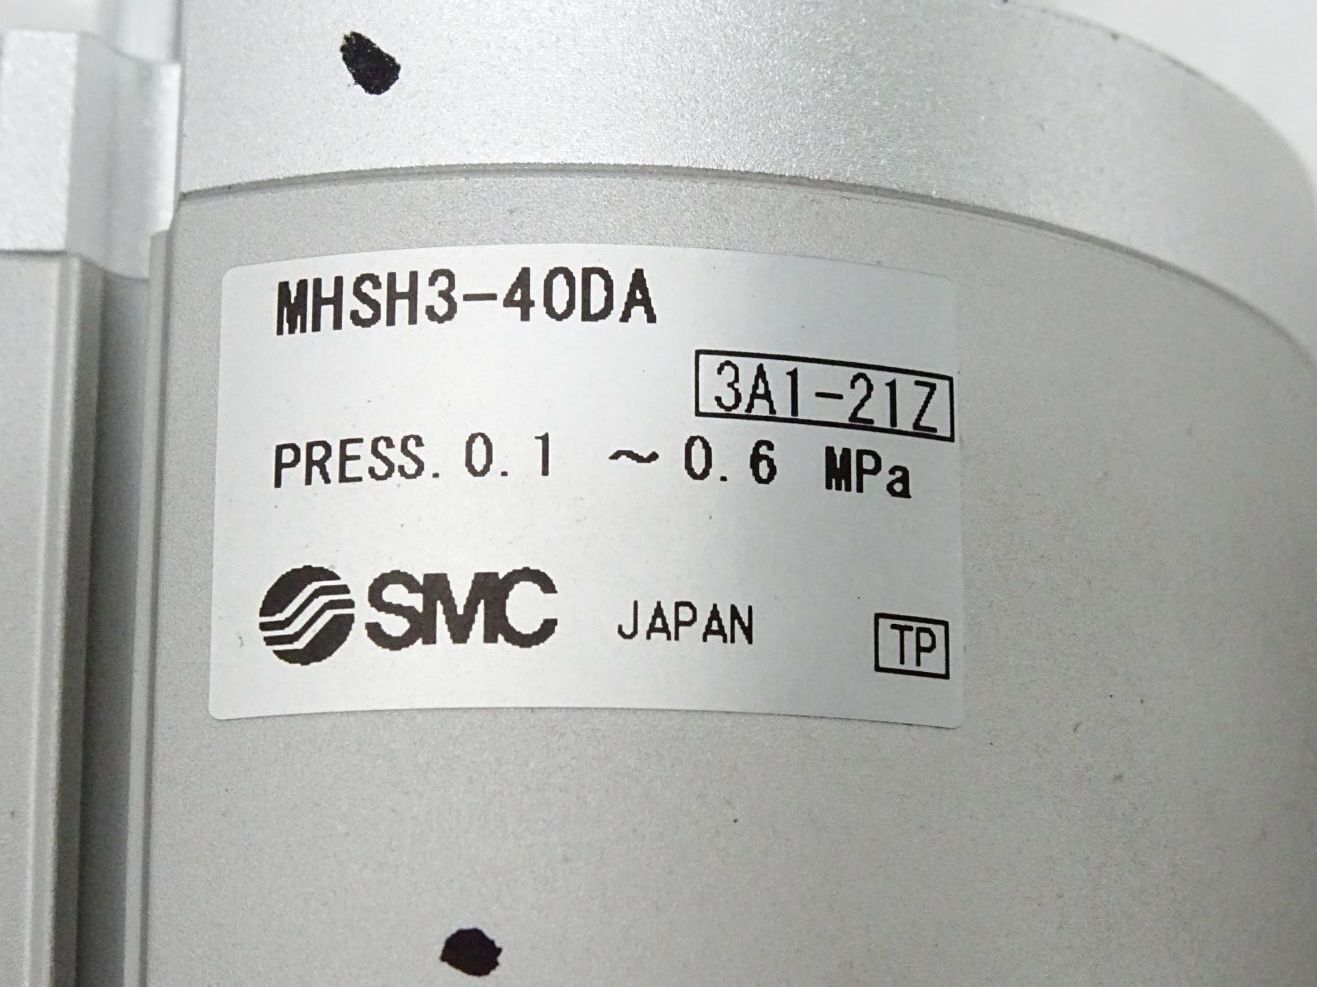 MHSH3-40DA
3A1-21Z
PRESS. 0.1 ~ 0.6 MPa
SMC JAPAN TP